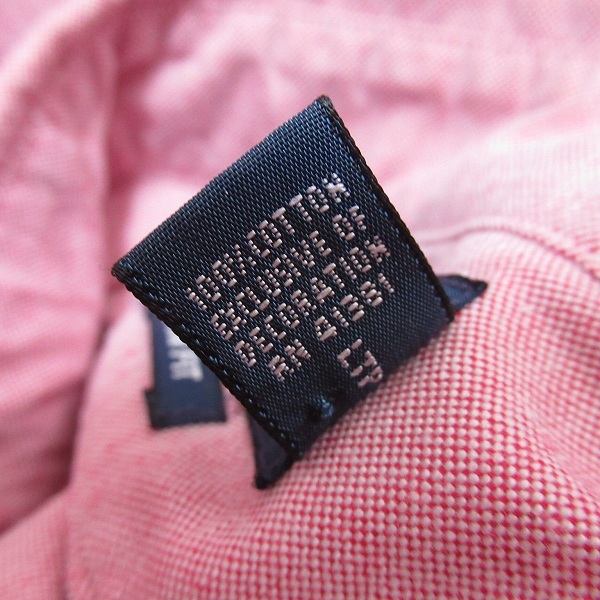 100% COTTON
EXCLUSIVE OF
DECORATION
RN 41381